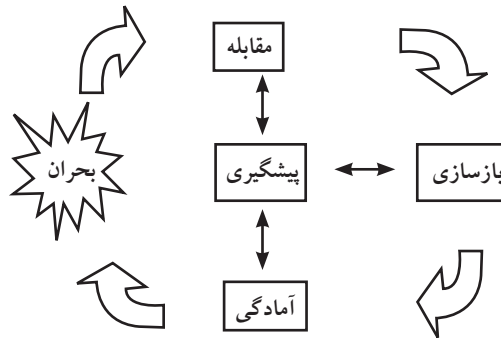 مقابله
بازسازی
پیشگیری
بحران
آمادگی